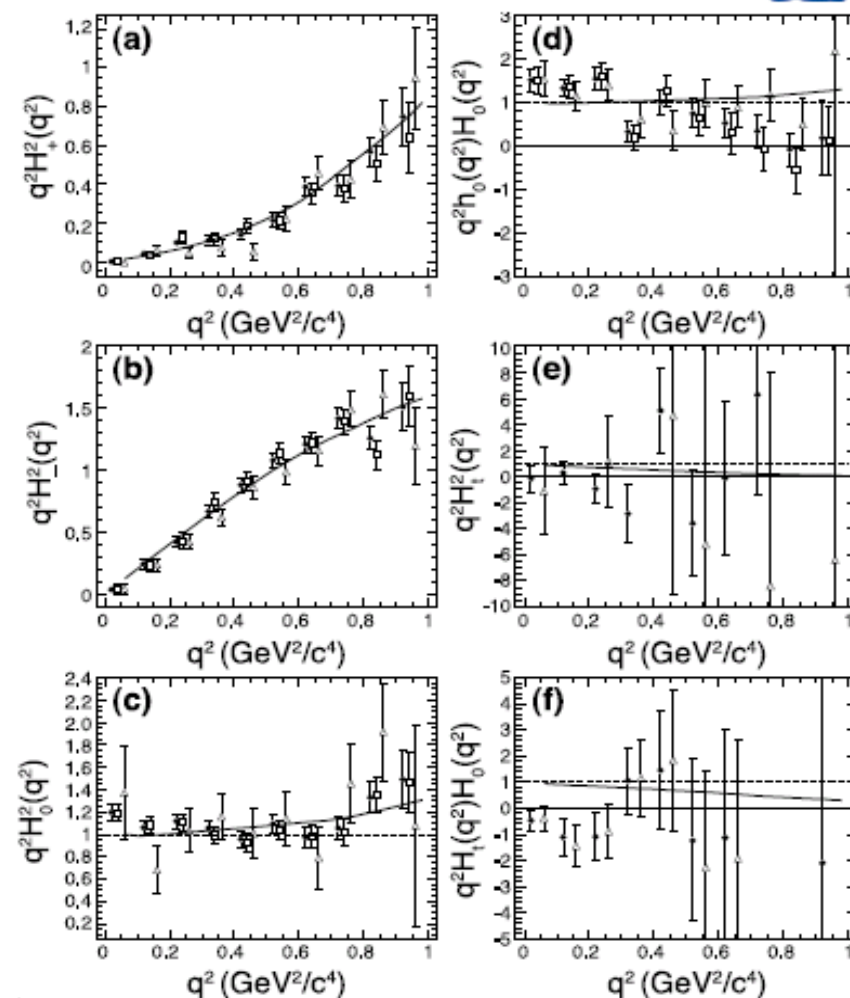 (a)
q²H²₊(q²)
1,2
1
0.8
0.6
0.4
0.2
0
0 0.2 0.4 0.6 0.8 1
q² (GeV²/c⁴)
(d)
q²h₀(q²)H₀(q²)
3
2
1
0
-1
-2
-3
0 0.2 0.4 0.6 0.8 1
q² (GeV²/c⁴)
(b)
q²H²₋(q²)
2
1.5
1
0.5
0
0 0,2 0.4 0.6 0.8 1
q² (GeV²/c⁴)
(e)
q²H²ₜ(q²)
10
8
6
4
2
1
0
-2
-4
-6
-8
-10
0 0,2 0.4 0.6 0.8 1
q² (GeV²/c⁴)
(c)
q²H²₀(q²)
2,4
2.2
2.0
1.8
1.6
1.4
1.2
1
0.8
0.6
0.4
0.2
0 0.2 0.4 0.6 0.8 1
q² (GeV²/c⁴)
(f)
q²Hₜ(q²)H₀(q²)
5
4
3
2
1
0
-1
-2
-3
-4
-5
0 0.2 0.4 0.6 0.8 1
q² (GeV²/c⁴)